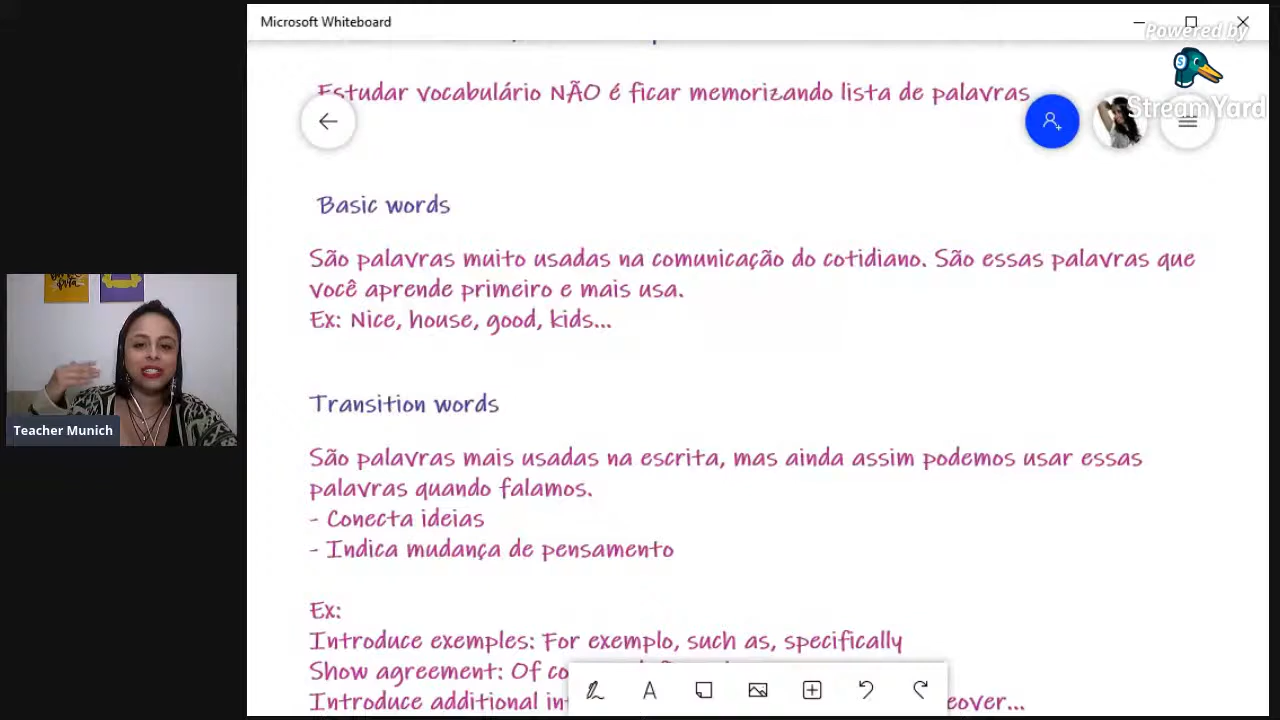 Microsoft Whiteboard
Powered by
StreamYard
Estudar vocabulário NÃO é ficar memorizando lista de palavras
Basic words
São palavras muito usadas na comunicação do cotidiano. São essas palavras que
você aprende primeiro e mais usa.
Ex: Nice, house, good, kids...
Transition words
São palavras mais usadas na escrita, mas ainda assim podemos usar essas
palavras quando falamos.
- Conecta ideias
- Indica mudança de pensamento
Ex:
Introduce exemples: For exemplo, such as, specifically
Show agreement: Of
Introduce additional
Teacher Munich